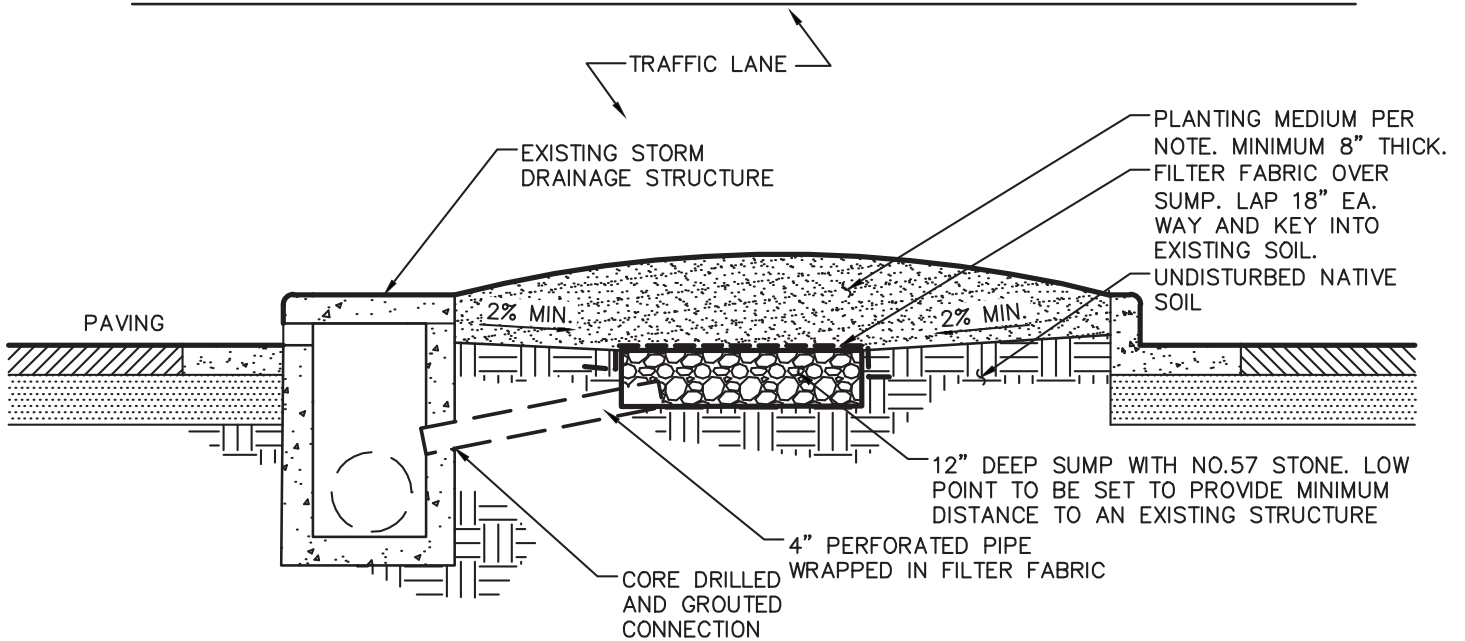 TRAFFIC LANE
PLANTING MEDIUM PER
NOTE. MINIMUM 8" THICK.
FILTER FABRIC OVER
SUMP. LAP 18" EA.
WAY AND KEY INTO
EXISTING SOIL.
UNDISTURBED NATIVE
SOIL
EXISTING STORM
DRAINAGE STRUCTURE
PAVING
2% MIN.
2% MIN.
12" DEEP SUMP WITH NO.57 STONE. LOW
POINT TO BE SET TO PROVIDE MINIMUM
DISTANCE TO AN EXISTING STRUCTURE
4" PERFORATED PIPE
WRAPPED IN FILTER FABRIC
CORE DRILLED
AND GROUTED
CONNECTION